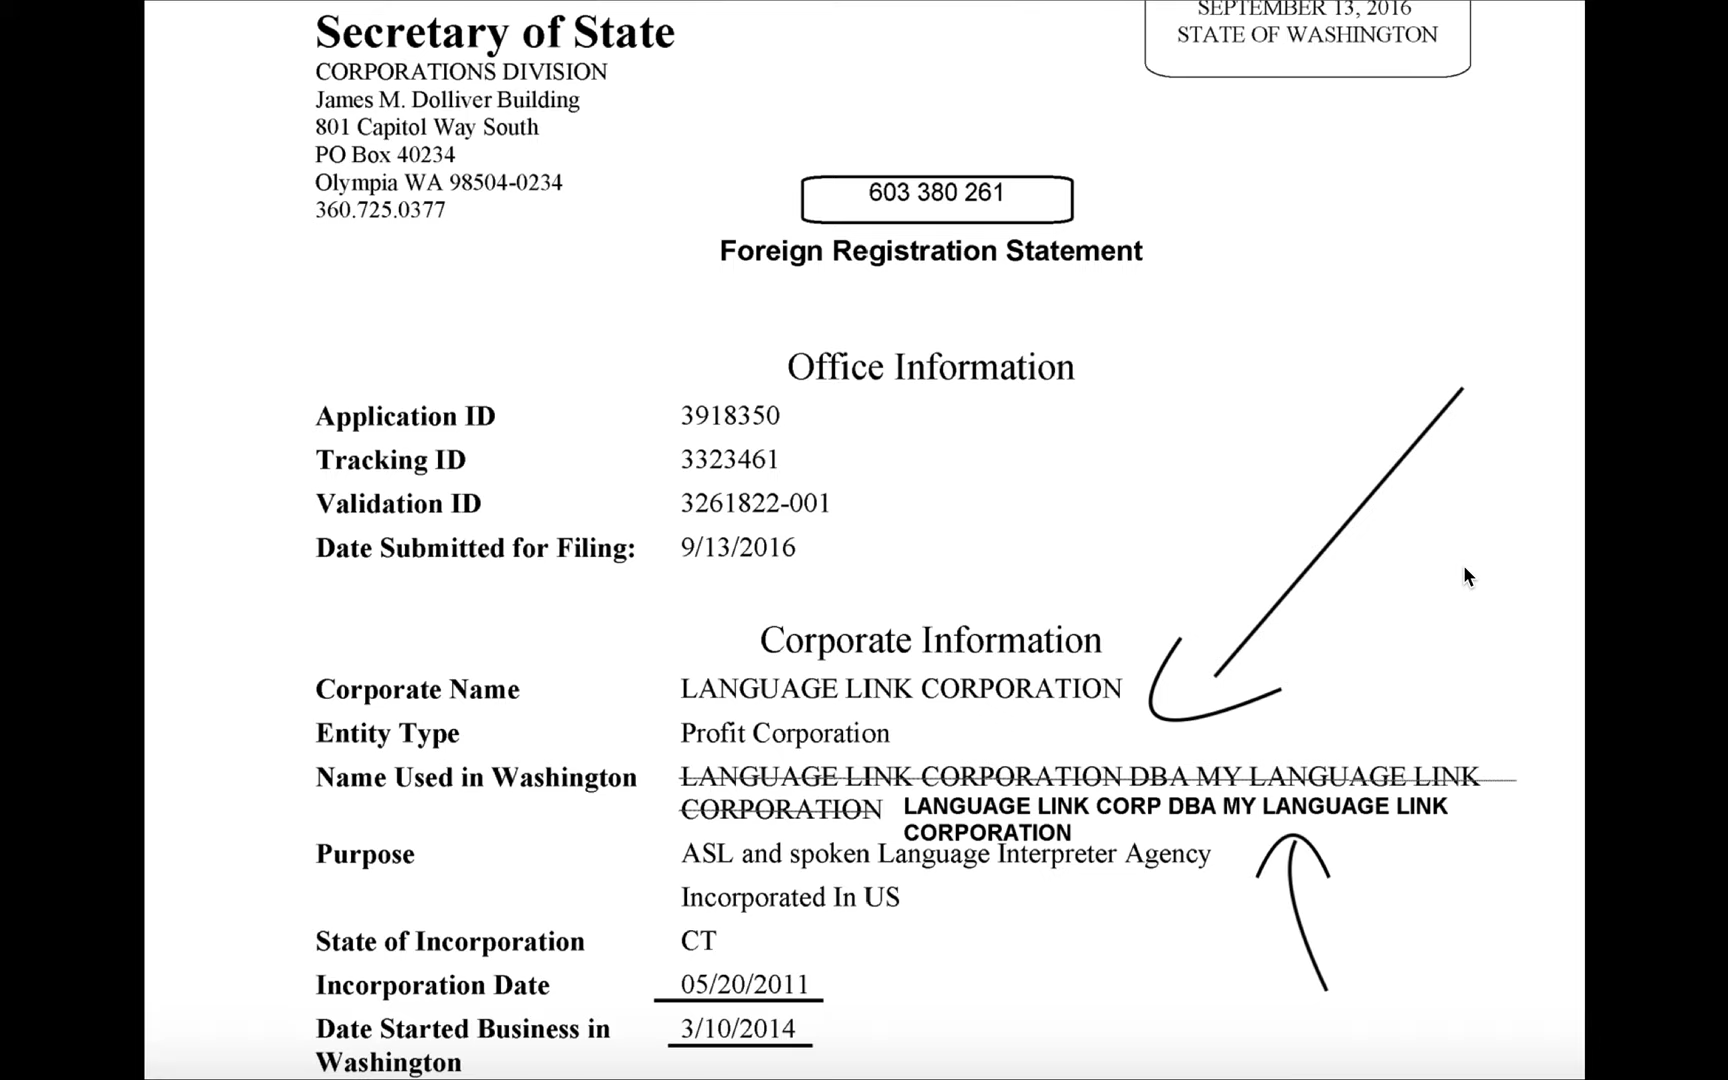 Secretary of State
CORPORATIONS DIVISION
James M. Dolliver Building
801 Capitol Way South
PO Box 40234
Olympia WA 98504-0234
360.725.0377
SEPTEMBER 13, 2016
STATE OF WASHINGTON
603 380 261
Foreign Registration Statement
Office Information
Application ID 3918350
Tracking ID 3323461
Validation ID 3261822-001
Date Submitted for Filing: 9/13/2016
Corporate Information
Corporate Name LANGUAGE LINK CORPORATION
Entity Type Profit Corporation
Name Used in Washington LANGUAGE LINK CORPORATION DBA MY LANGUAGE LINK
CORPORATION LANGUAGE LINK CORP DBA MY LANGUAGE LINK
CORPORATION
Purpose ASL and spoken Language Interpreter Agency
Incorporated In US
State of Incorporation CT
Incorporation Date 05/20/2011
Date Started Business in 3/10/2014
Washington